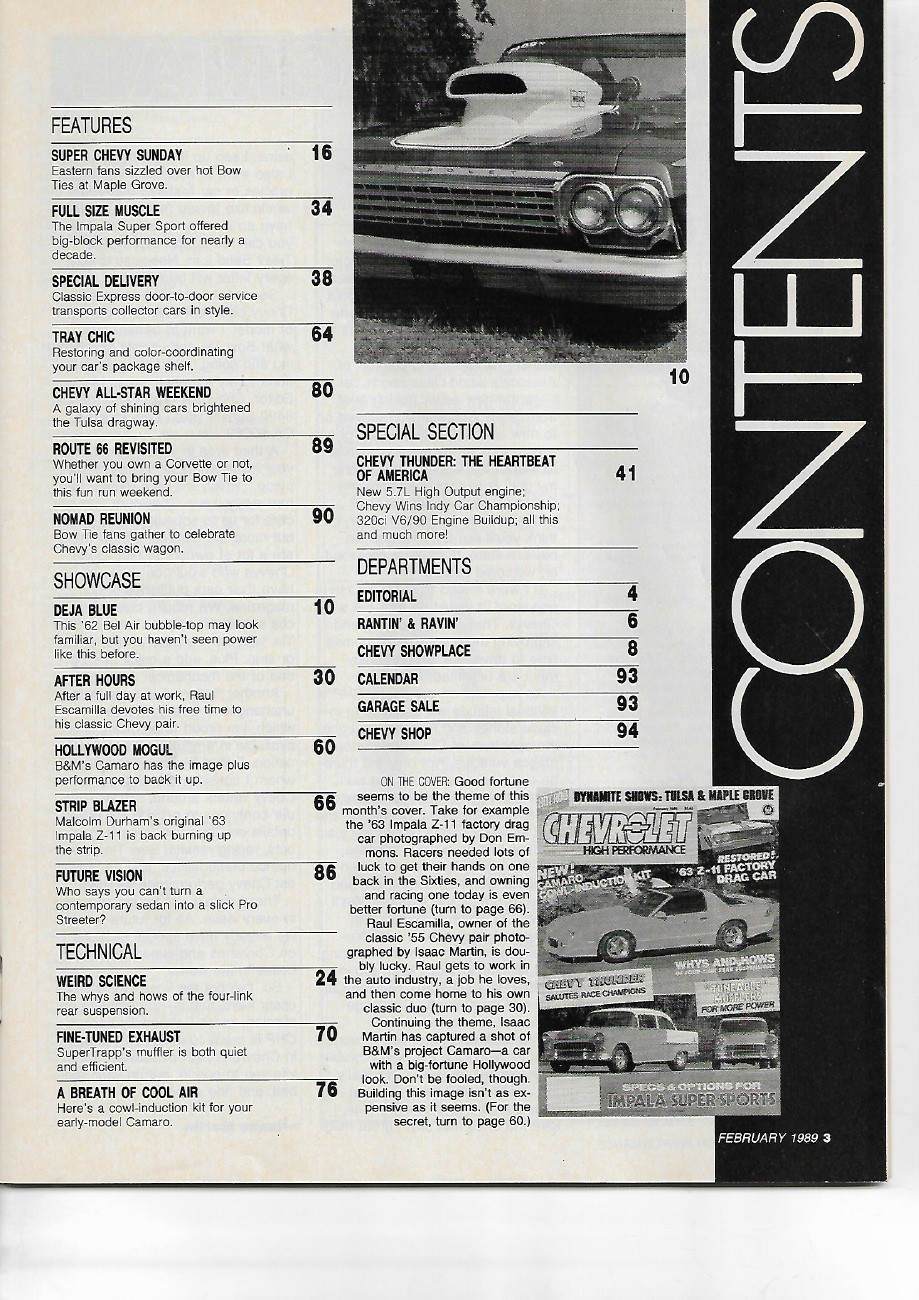 CONTENTS
FEATURES
SUPER CHEVY SUNDAY 16
Eastern fans sizzled over hot Bow
Ties at Maple Grove.
FULL SIZE MUSCLE 34
The Impala Super Sport offered
big-block performance for nearly a
decade.
SPECIAL DELIVERY 38
Classic Express door-to-door service
transports collector cars in style.
TRAY CHIC 64
Restoring and color-coordinating
your car's package shelf.
CHEVY ALL-STAR WEEKEND 80
A galaxy of shining cars brightened
the Tulsa dragway.
ROUTE 66 REVISITED 89
Whether you own a Corvette or not,
you'll want to bring your Bow Tie to
this fun run weekend.
NOMAD REUNION 90
Bow Tie fans gather to celebrate
Chevy's classic wagon.
SHOWCASE
DEJA BLUE 10
This '62 Bel Air bubble-top may look
familiar, but you haven't seen power
like this before.
AFTER HOURS 30
After a full day at work, Raul
Escamilla devotes his free time to
his classic Chevy pair.
HOLLYWOOD MOGUL 60
B&M's Camaro has the image plus
performance to back it up.
STRIP BLAZER 66
Malcolm Durham's original '63
Impala Z-11 is back burning up
the strip.
FUTURE VISION 86
Who says you can't turn a
contemporary sedan into a slick Pro
Streeter?
TECHNICAL
WEIRD SCIENCE 24
The whys and hows of the four-link
rear suspension.
FINE-TUNED EXHAUST 70
SuperTrapp's muffler is both quiet
and efficient.
A BREATH OF COOL AIR 76
Here's a cowl-induction kit for your
early-model Camaro.
CHEVROLET
10
SPECIAL SECTION
CHEVY THUNDER: THE HEARTBEAT
OF AMERICA 41
New 5.7L High Output engine;
Chevy Wins Indy Car Championship;
320ci V6/90 Engine Buildup; all this
and much more!
DEPARTMENTS
EDITORIAL 4
RANTIN' & RAVIN' 6
CHEVY SHOWPLACE 8
CALENDAR 93
GARAGE SALE 93
CHEVY SHOP 94
ON THE COVER: Good fortune
seems to be the theme of this
month's cover. Take for example
the '63 Impala Z-11 factory drag
car photographed by Don Em-
mons. Racers needed lots of
luck to get their hands on one
back in the Sixties, and owning
and racing one today is even
better fortune (turn to page 66).
Raul Escamilla, owner of the
classic '55 Chevy pair photo-
graphed by Isaac Martin, is dou-
bly lucky. Raul gets to work in
the auto industry, a job he loves,
and then come home to his own
classic duo (turn to page 30).
Continuing the theme, Isaac
Martin has captured a shot of
B&M's project Camaro—a car
with a big-fortune Hollywood
look. Don't be fooled, though.
Building this image isn't as ex-
pensive as it seems. (For the
secret, turn to page 60.)
DYNAMITE SHOWS: TULSA & MAPLE GROVE
CHEVROLET
HIGH PERFORMANCE
RESTORED!
'63 Z-11 FACTORY
DRAG CAR
NEW!
CAMARO
COWL INDUCTION KIT
WHYS AND HOWS
CHEVY THUNDER
SALUTES RACE CHAMPIONS
"TUNEABLE"
MUFFLER
FOR MORE POWER
SPECS & OPTIONS FOR
IMPALA SUPER SPORTS
FEBRUARY 1989 3